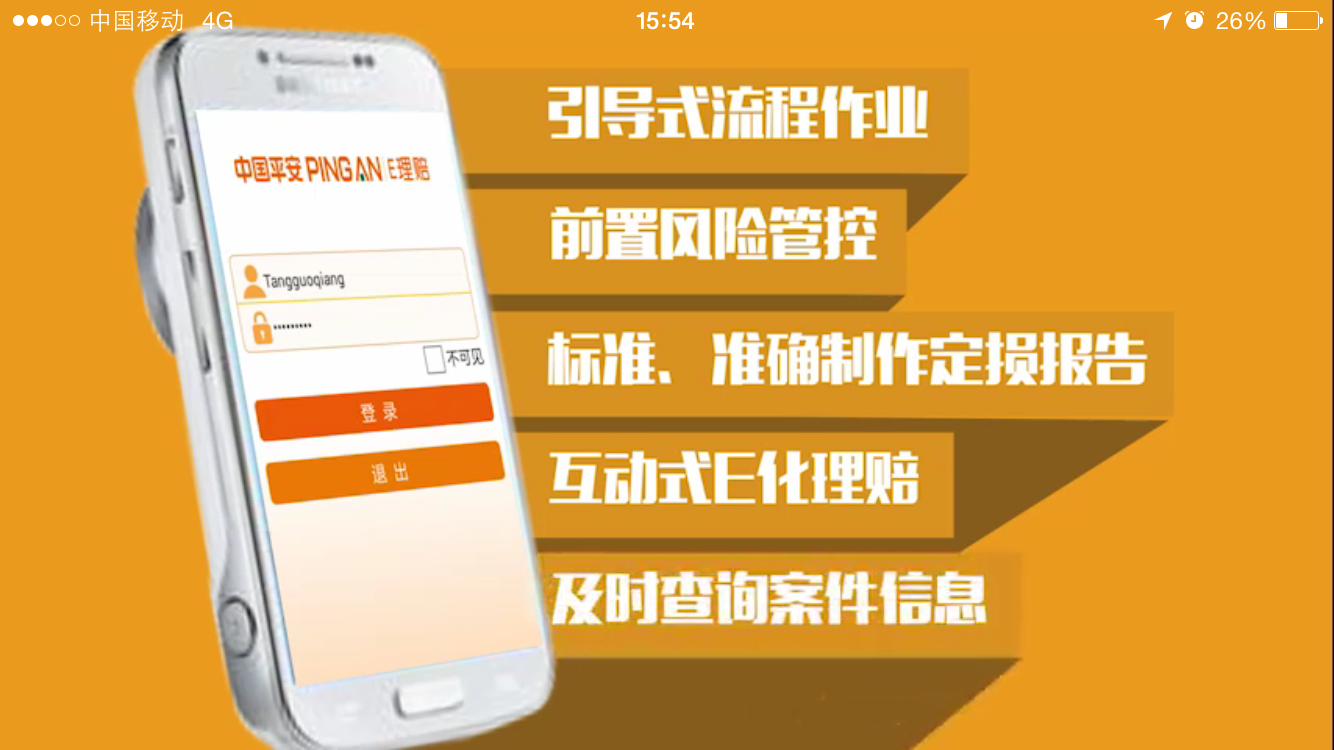 中国移动 4G 15:54 26%
中国平安 PING AN E理赔
Tangguoqiang
不可见
登录
退出
引导式流程作业
前置风险管控
标准、准确制作定损报告
互动式E化理赔
及时查询案件信息